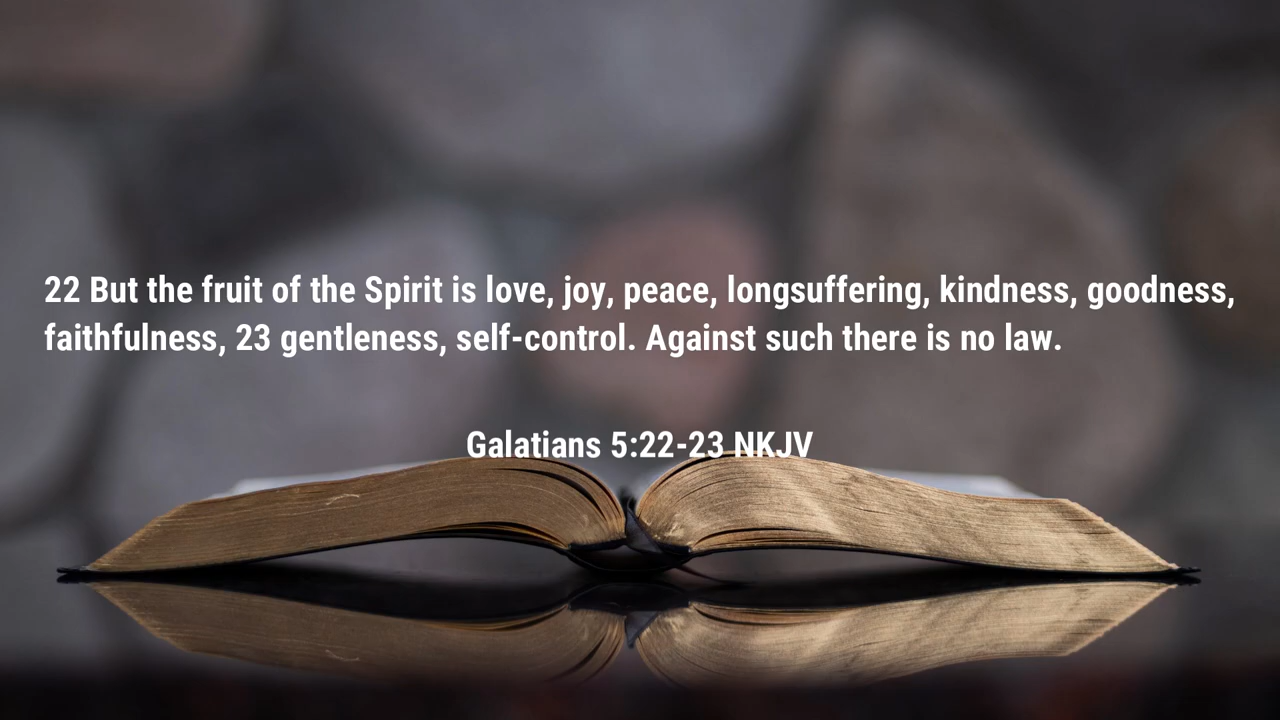 22 But the fruit of the Spirit is love, joy, peace, longsuffering, kindness, goodness,
faithfulness, 23 gentleness, self-control. Against such there is no law.
Galatians 5:22-23 NKJV